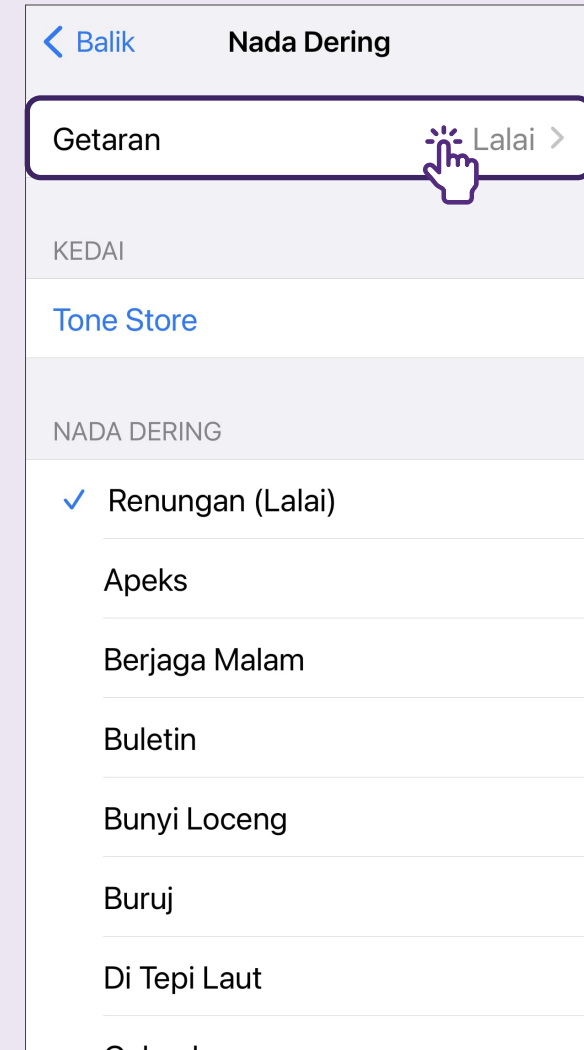 Balik
Nada Dering
Getaran
Lalai
KEDAI
Tone Store
NADA DERING
Renungan (Lalai)
Apeks
Berjaga Malam
Buletin
Bunyi Loceng
Buruj
Di Tepi Laut